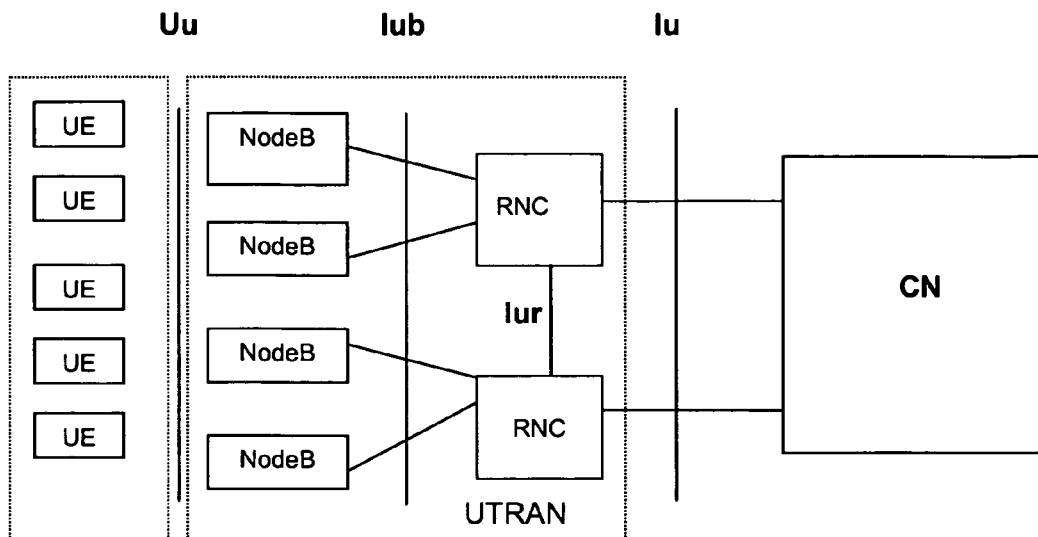 Uu
Iub
Iu
UE
UE
UE
UE
UE
NodeB
NodeB
NodeB
NodeB
RNC
Iur
RNC
UTRAN
CN